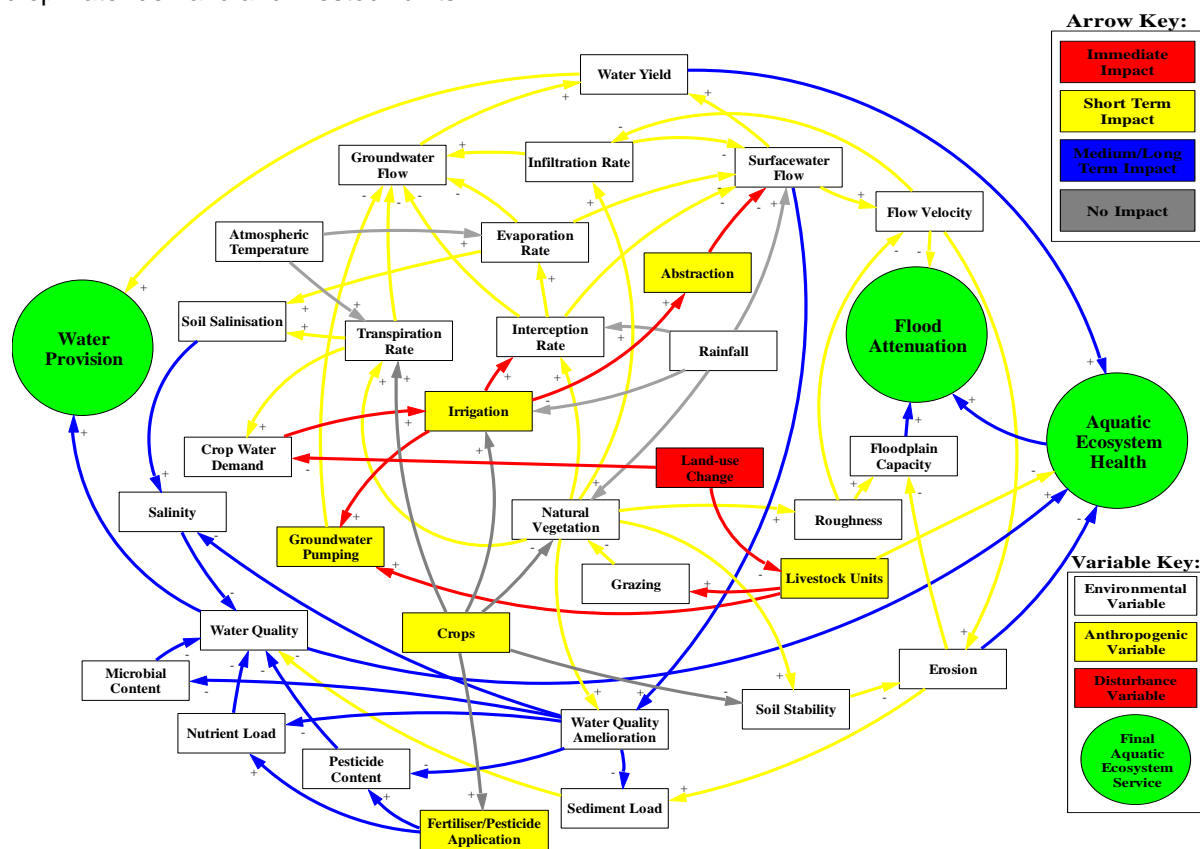 Arrow Key:
Immediate
Impact
Short Term
Impact
Medium/Long
Term Impact
No Impact
Water Yield
Groundwater
Flow
Infiltration Rate
Surfacewater
Flow
Flow Velocity
Atmospheric
Temperature
Evaporation
Rate
Abstraction
Water
Provision
Soil Salinisation
Transpiration
Rate
Interception
Rate
Rainfall
Flood
Attenuation
Irrigation
Aquatic
Ecosystem
Health
Crop Water
Demand
Land-use
Change
Floodplain
Capacity
Salinity
Groundwater
Pumping
Natural
Vegetation
Roughness
Grazing
Livestock Units
Variable Key:
Environmental
Variable
Anthropogenic
Variable
Disturbance
Variable
Final
Aquatic
Ecosystem
Service
Water Quality
Crops
Microbial
Content
Erosion
Soil Stability
Nutrient Load
Water Quality
Amelioration
Pesticide
Content
Sediment Load
Fertiliser/Pesticide
Application